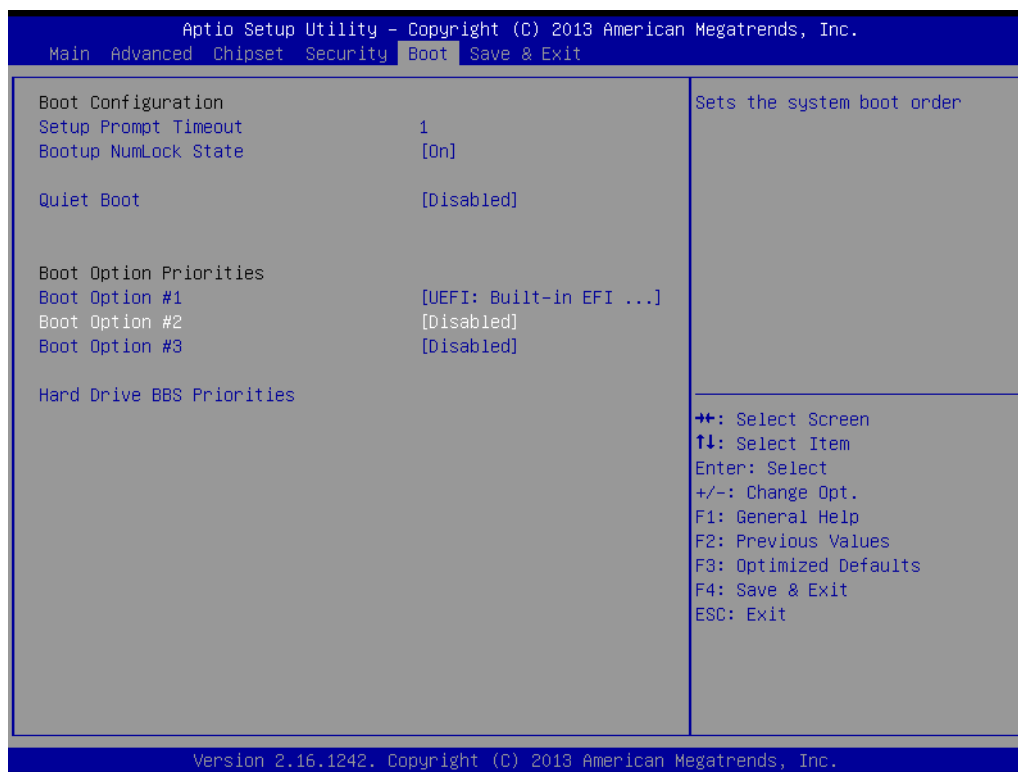 Aptio Setup Utility – Copyright (C) 2013 American Megatrends, Inc.
Main Advanced Chipset Security Boot Save & Exit
Boot Configuration
Setup Prompt Timeout 1
Bootup NumLock State [On]
Quiet Boot [Disabled]
Boot Option Priorities
Boot Option #1 [UEFI: Built-in EFI ...]
Boot Option #2 [Disabled]
Boot Option #3 [Disabled]
Hard Drive BBS Priorities
Sets the system boot order
→←: Select Screen
↑↓: Select Item
Enter: Select
+/-: Change Opt.
F1: General Help
F2: Previous Values
F3: Optimized Defaults
F4: Save & Exit
ESC: Exit
Version 2.16.1242. Copyright (C) 2013 American Megatrends, Inc.